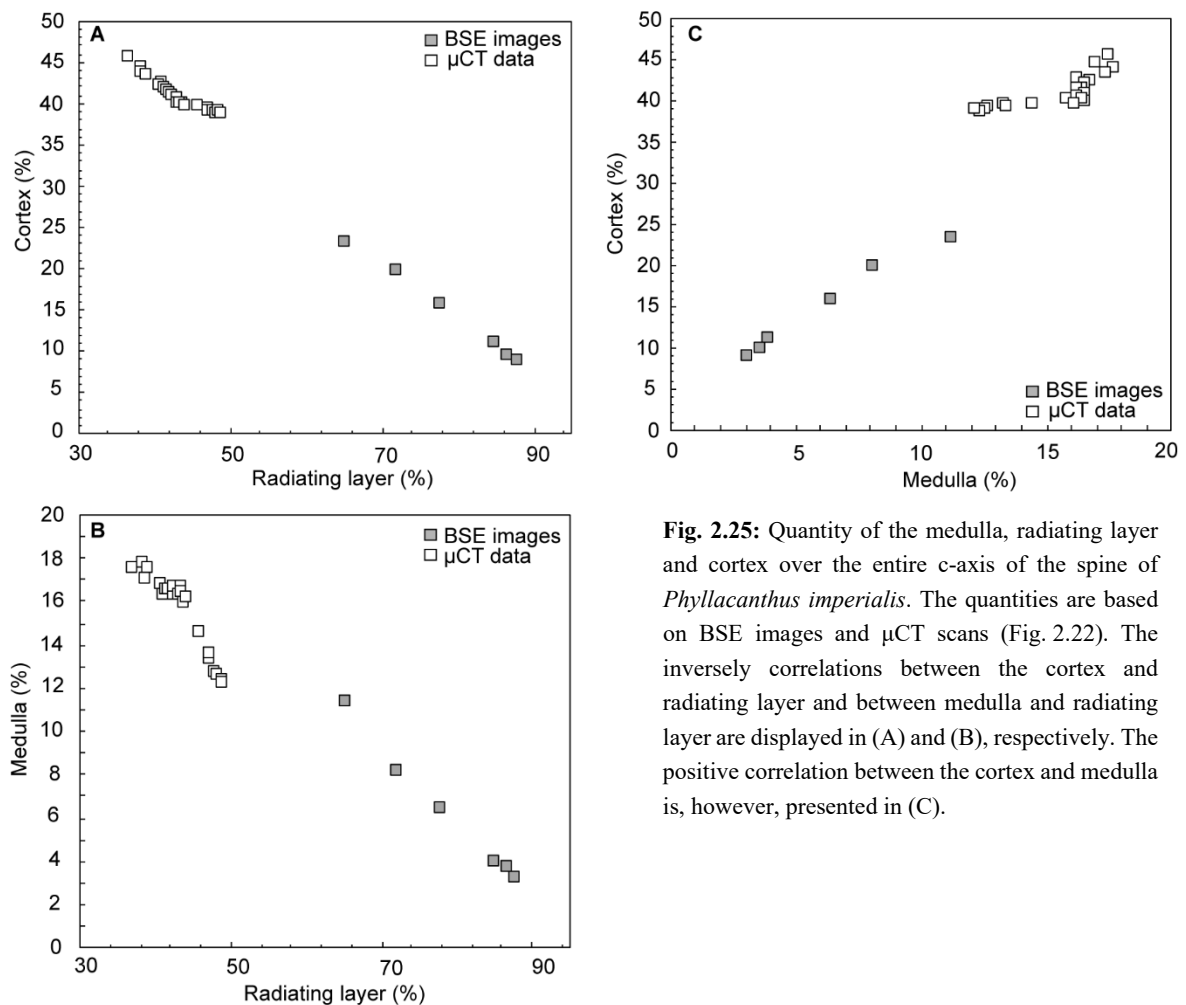 A
BSE images
µCT data
50
45
40
35
30
25
20
15
10
5
0
Cortex (%)
30
50
70
90
Radiating layer (%)
C
50
45
40
35
30
25
20
15
10
5
0
Cortex (%)
BSE images
µCT data
0
5
10
15
20
Medulla (%)
B
BSE images
µCT data
20
18
16
14
12
10
8
6
4
2
0
Medulla (%)
30
50
70
90
Radiating layer (%)
Fig. 2.25: Quantity of the medulla, radiating layer
and cortex over the entire c-axis of the spine of
Phyllacanthus imperialis. The quantities are based
on BSE images and µCT scans (Fig. 2.22). The
inversely correlations between the cortex and
radiating layer and between medulla and radiating
layer are displayed in (A) and (B), respectively. The
positive correlation between the cortex and medulla
is, however, presented in (C).